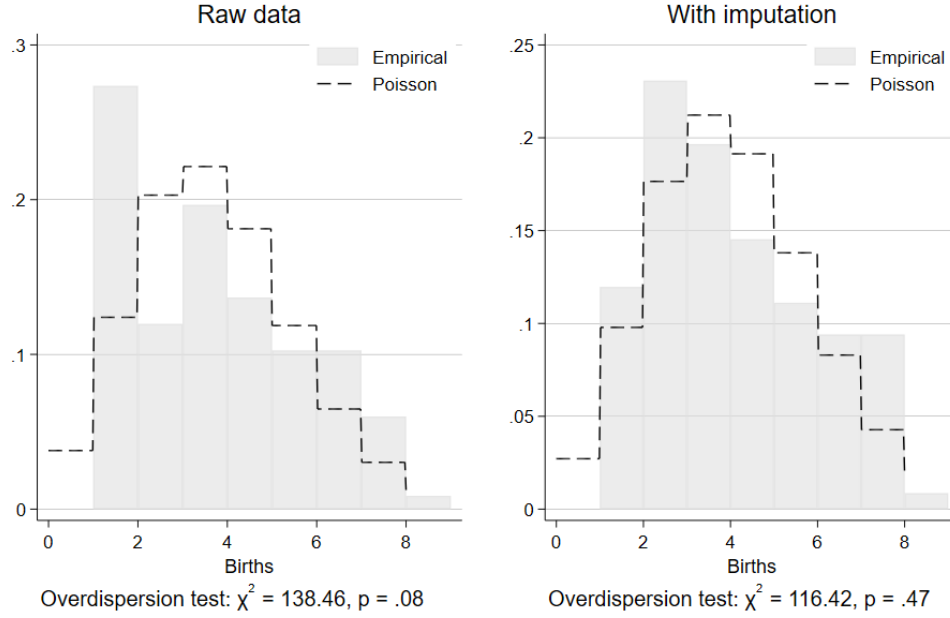 Raw data
.3
.2
.1
0
Empirical
Poisson
0 2 4 6 8
Births
Overdispersion test: χ² = 138.46, p = .08
With imputation
.25
.2
.15
.1
.05
0
Empirical
Poisson
0 2 4 6 8
Births
Overdispersion test: χ² = 116.42, p = .47